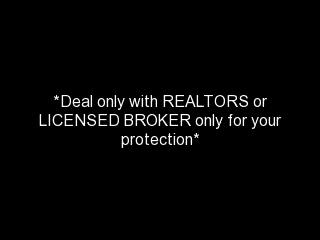 *Deal only with REALTORS or
LICENSED BROKER only for your
protection*